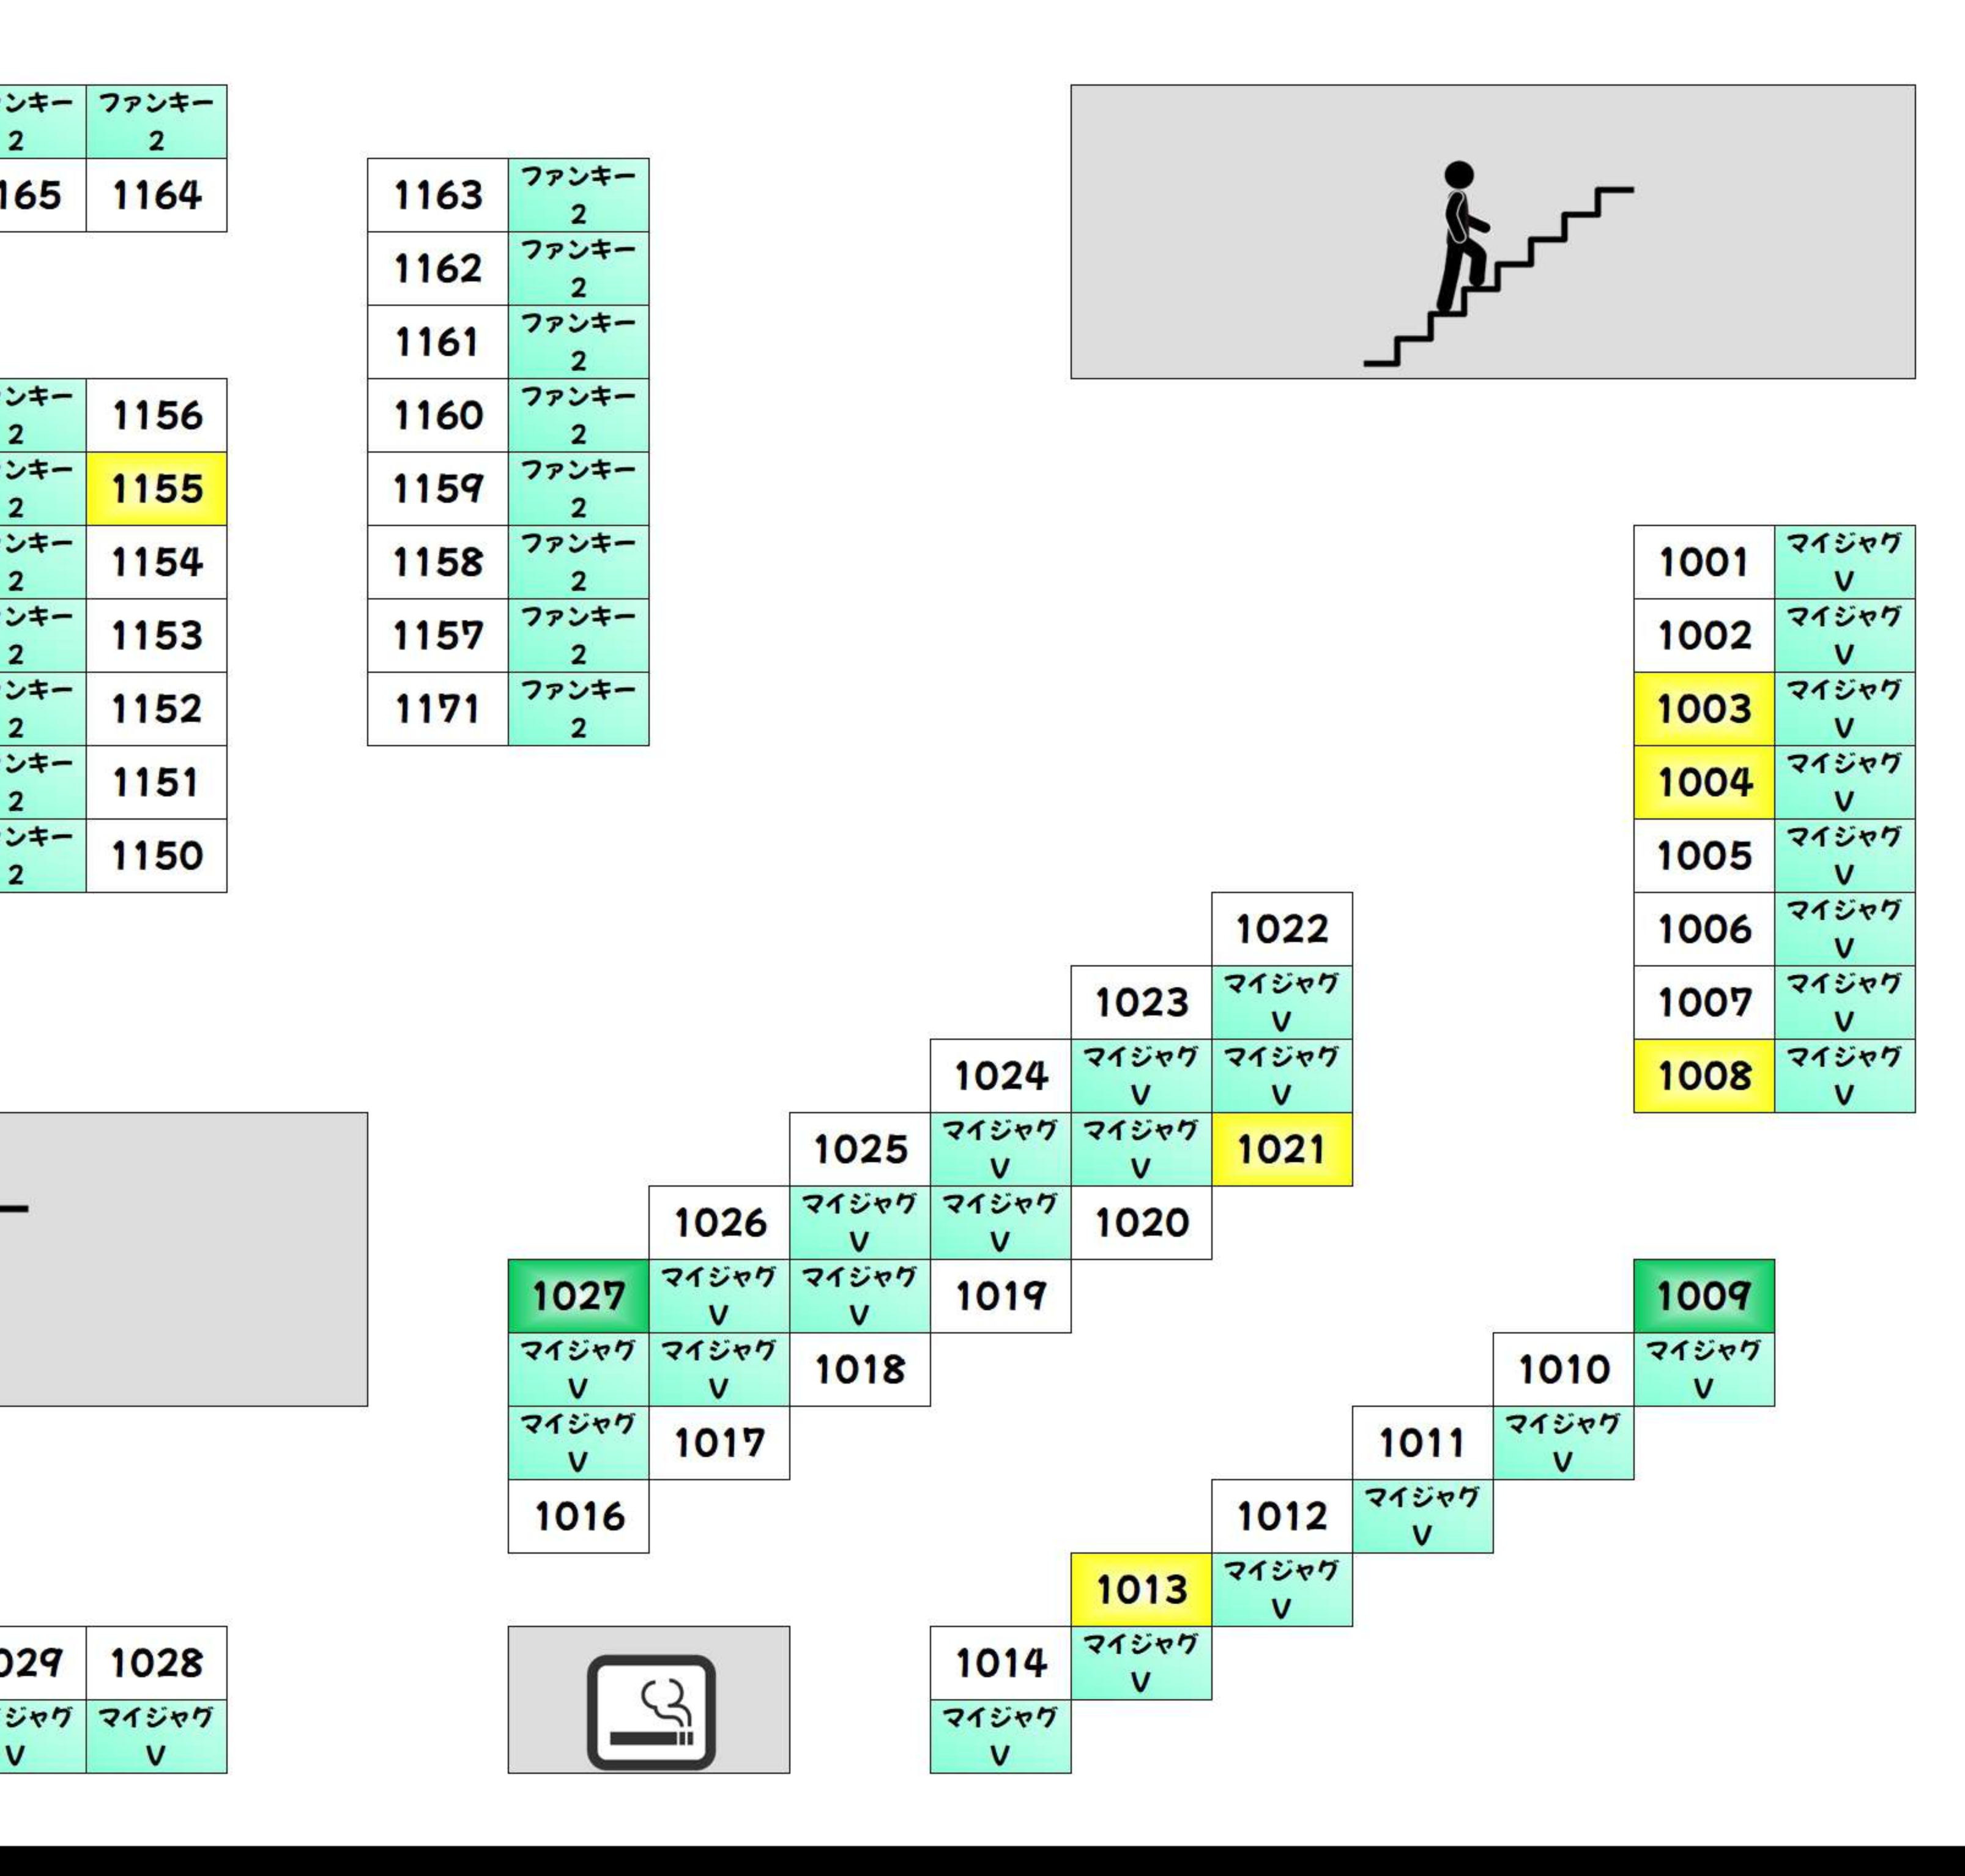 ンキー ファンキー
2 2
165 1164
1163 ファンキー
2
1162 ファンキー
2
1161 ファンキー
2
1160 ファンキー
2
1159 ファンキー
2
1158 ファンキー
2
1157 ファンキー
2
1171 ファンキー
2
ンキー
2 1156
ンキー
2 1155
ンキー
2 1154
ンキー
2 1153
ンキー
2 1152
ンキー
2 1151
ンキー
2 1150
1001 マイジャグ
V
1002 マイジャグ
V
1003 マイジャグ
V
1004 マイジャグ
V
1005 マイジャグ
V
1006 マイジャグ
V
1007 マイジャグ
V
1008 マイジャグ
V
1022
1023 マイジャグ
V
1024 マイジャグ マイジャグ
V V
1025 マイジャグ マイジャグ 1021
V V
1026 マイジャグ マイジャグ 1020
V V
1027 マイジャグ マイジャグ 1019
V V
マイジャグ マイジャグ 1018
V V
マイジャグ 1017
V
1016
1009
1010 マイジャグ
V
1011 マイジャグ
V
1012 マイジャグ
V
1013 マイジャグ
V
1014 マイジャグ
V
マイジャグ
V
029 1028
ジャグ マイジャグ
V V